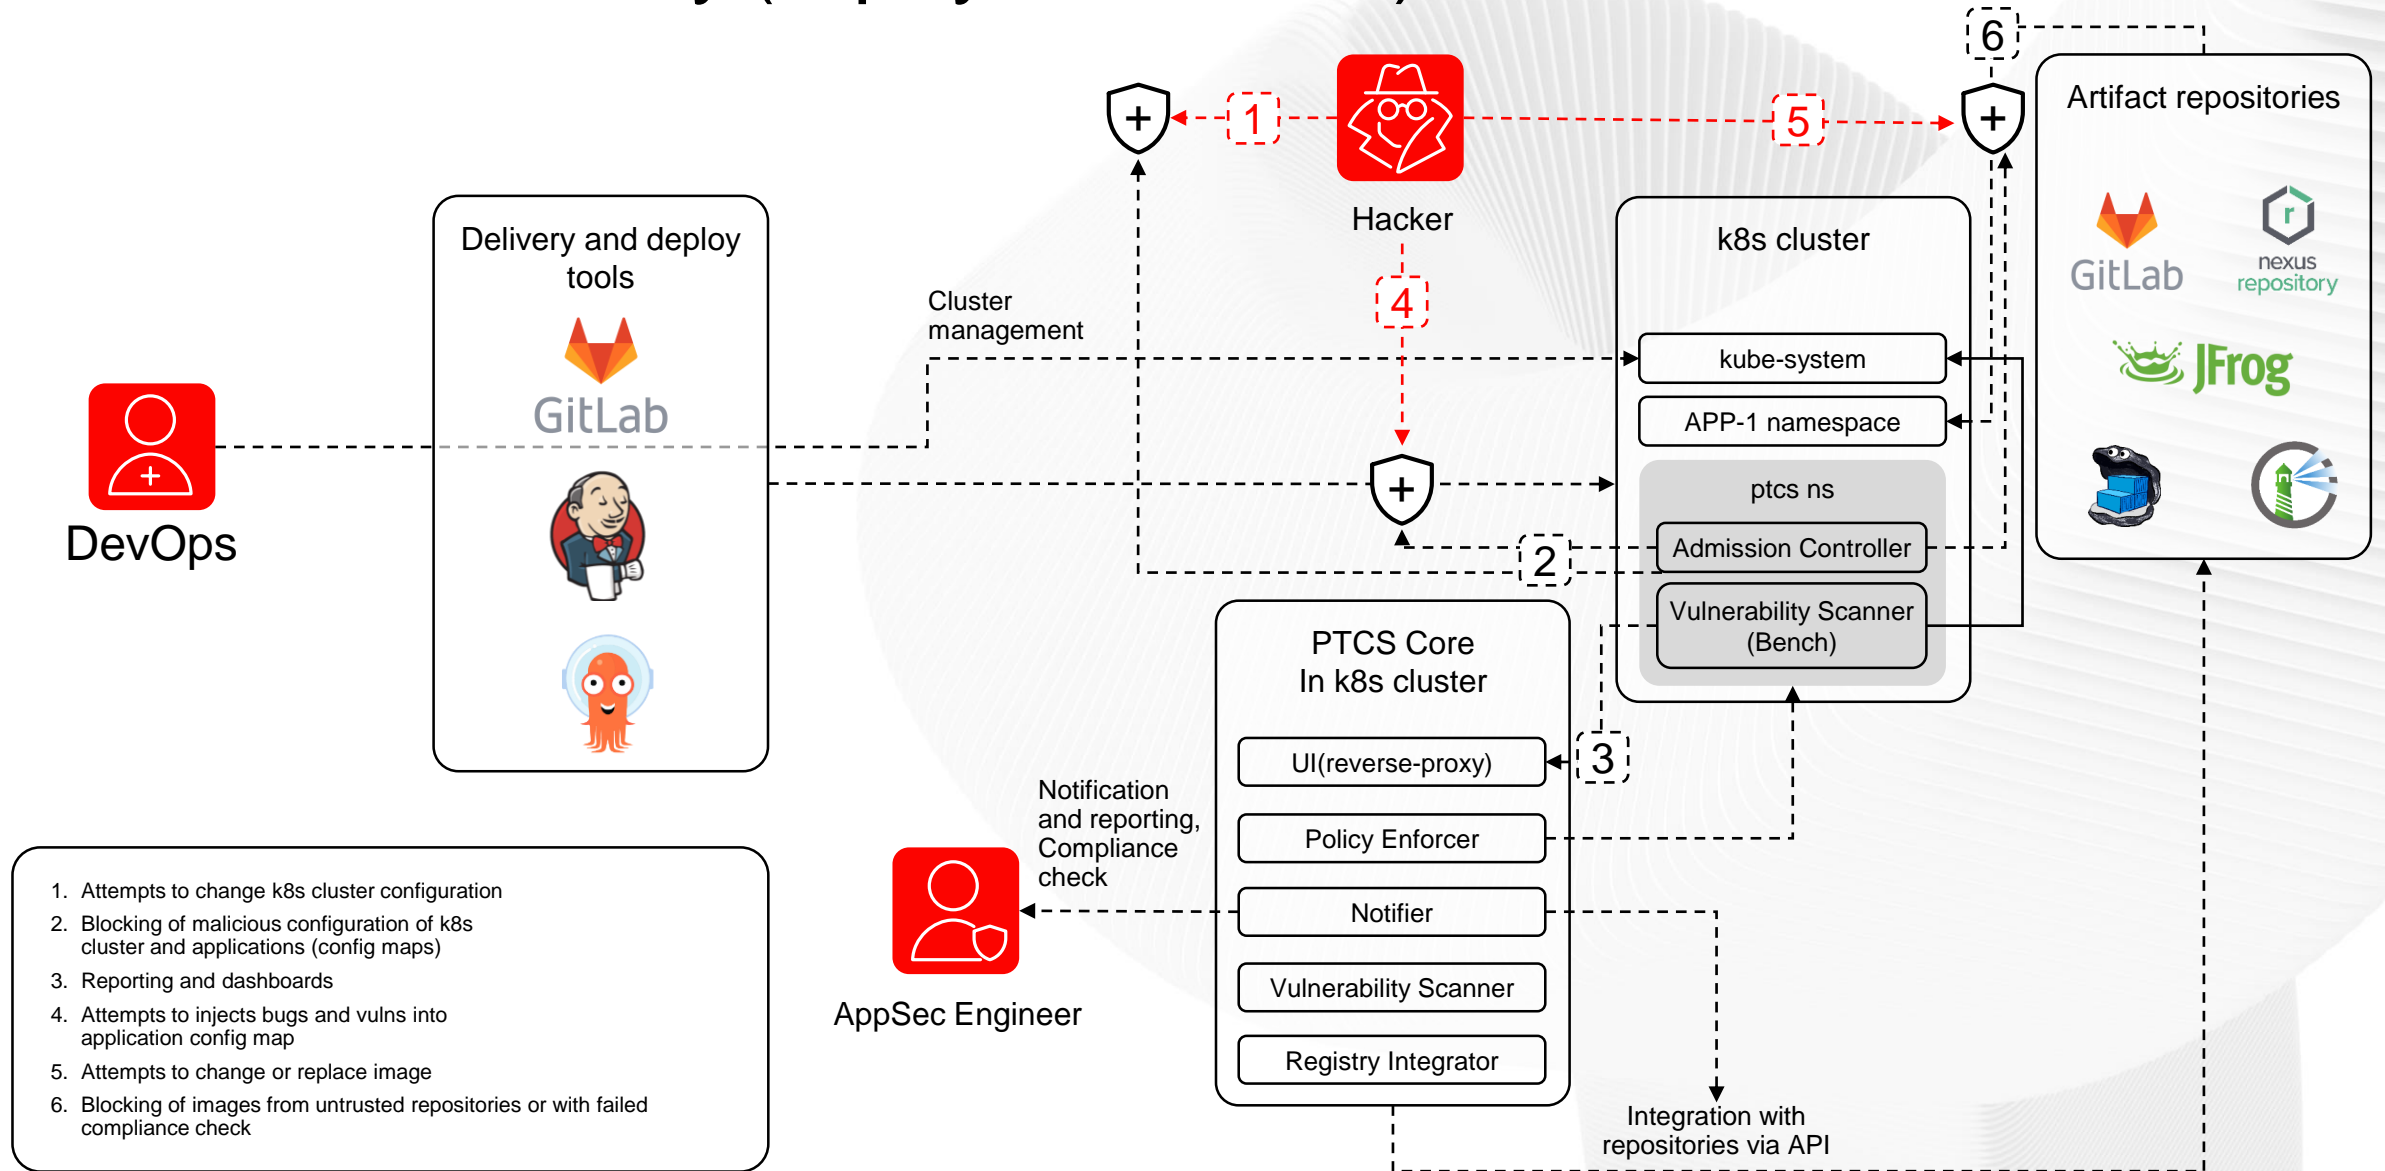 6
Artifact repositories
1
5
Hacker
Delivery and deploy
tools
k8s cluster
GitLab
nexus
repository
Cluster
management
4
kube-system
JFrog
GitLab
APP-1 namespace
DevOps
ptcs ns
2
Admission Controller
Vulnerability Scanner
(Bench)
PTCS Core
In k8s cluster
UI(reverse-proxy)
3
Notification
and reporting,
Compliance
check
Policy Enforcer
Notifier
Vulnerability Scanner
AppSec Engineer
Registry Integrator
Integration with
repositories via API
1. Attempts to change k8s cluster configuration
2. Blocking of malicious configuration of k8s
cluster and applications (config maps)
3. Reporting and dashboards
4. Attempts to injects bugs and vulns into
application config map
5. Attempts to change or replace image
6. Blocking of images from untrusted repositories or with failed
compliance check